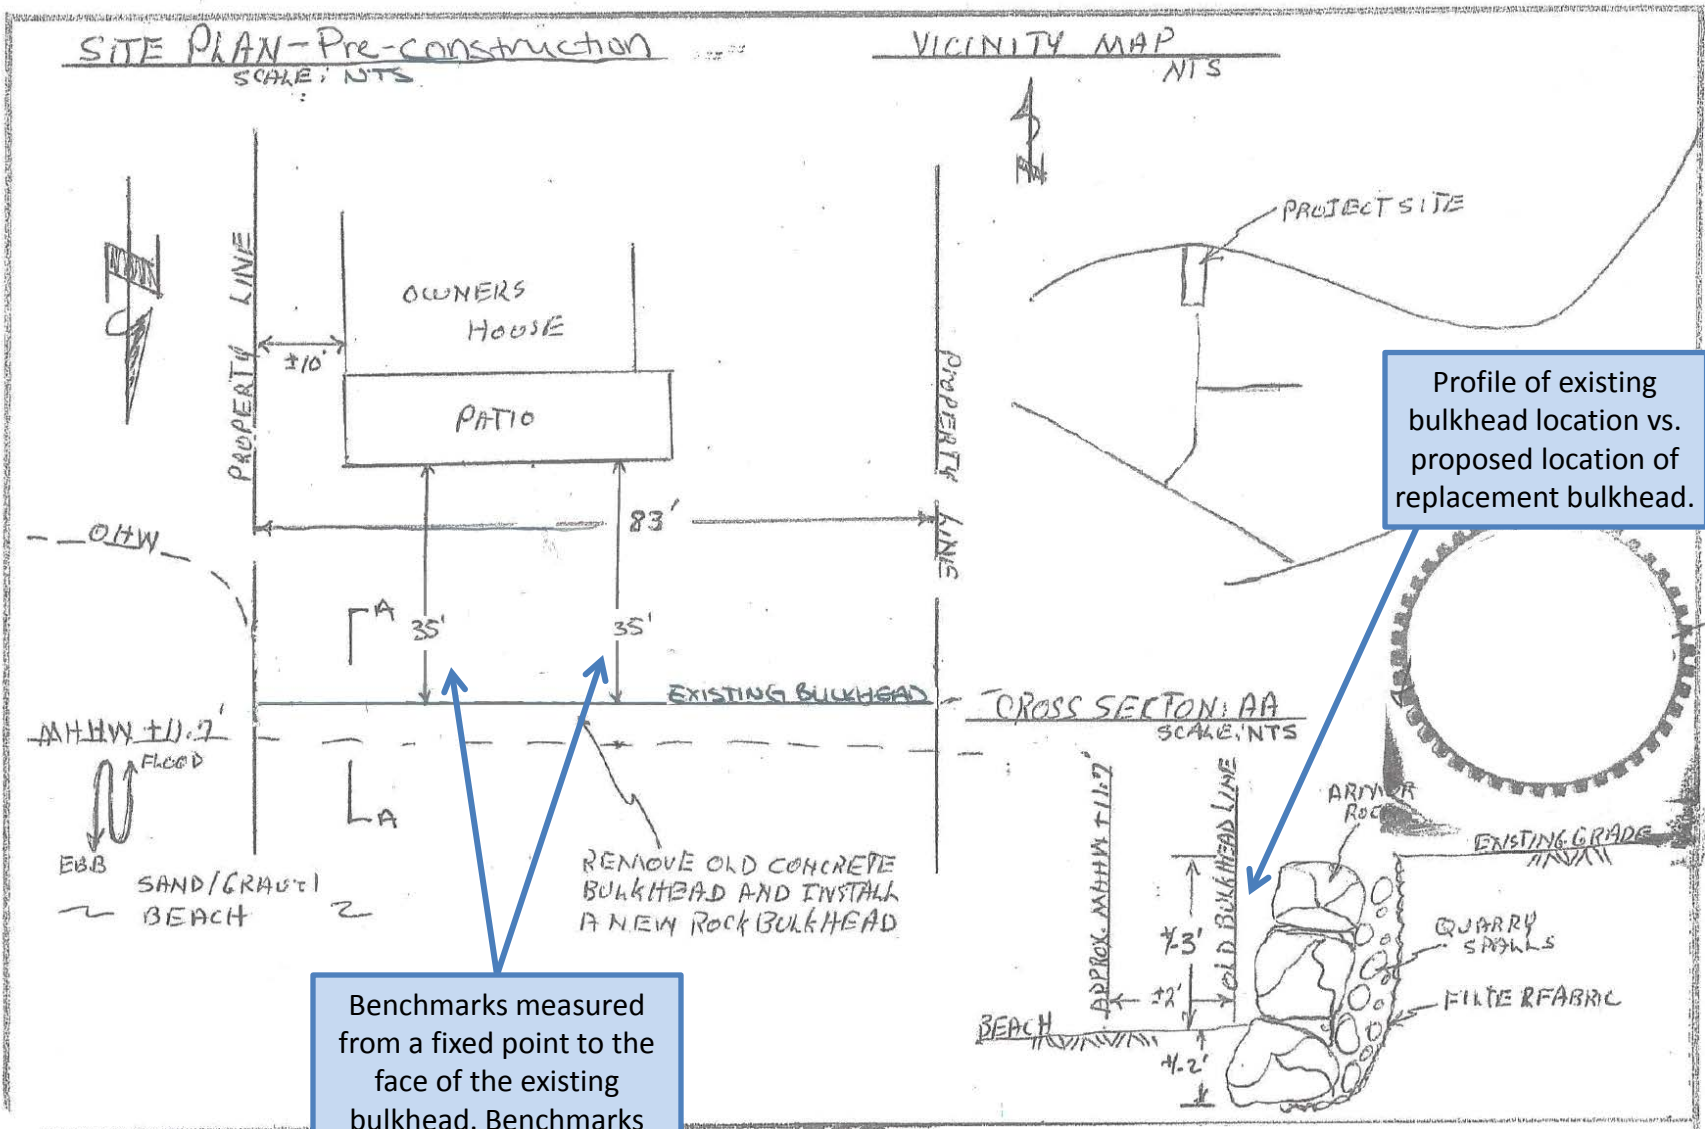 SITE PLAN-Pre-construction
SCALE: NTS
VICINITY MAP
NTS
N
PROJECT SITE
PROPERTY LINE
OWNERS
HOUSE
±10'
PATIO
PROPERTY LINE
83'
OHW
A
35'
35'
EXISTING BULKHEAD
MHHW +11.7'
FLOOD
EBB
A
SAND/GRAVEl
BEACH
REMOVE OLD CONCRETE
BULKHEAD AND INSTALL
A NEW ROCK BULKHEAD
Profile of existing
bulkhead location vs.
proposed location of
replacement bulkhead.
CROSS SECTON: AA
SCALE: NTS
APPROX. MHHW +11.7'
OLD BULKHEAD LINE
ARMOR
EXISTING GRADE
+/-3'
QUARRY
SPALLS
±2'
FILTER FABRIC
BEACH
+/-2'
Benchmarks measured
from a fixed point to the
face of the existing
bulkhead. Benchmarks